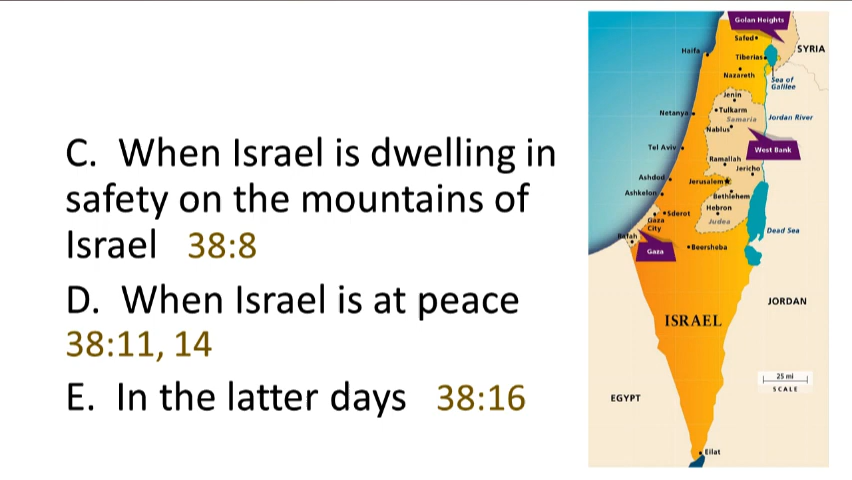 C. When Israel is dwelling in
safety on the mountains of
Israel 38:8
D. When Israel is at peace
38:11, 14
E. In the latter days 38:16
Golan Heights
Safed
SYRIA
Haifa
Tiberias
Nazareth
Sea of
Galilee
Jenin
Netanya
Tulkarm
Samaria
Jordan River
Nablus
Tel Aviv
West Bank
Ramallah
Jericho
Ashdod
Jerusalem
Ashkelon
Bethlehem
Hebron
Sderot
Gaza
City
Judea
Dead Sea
Rafah
Gaza
Beersheba
JORDAN
ISRAEL
25 mi
SCALE
EGYPT
Eilat